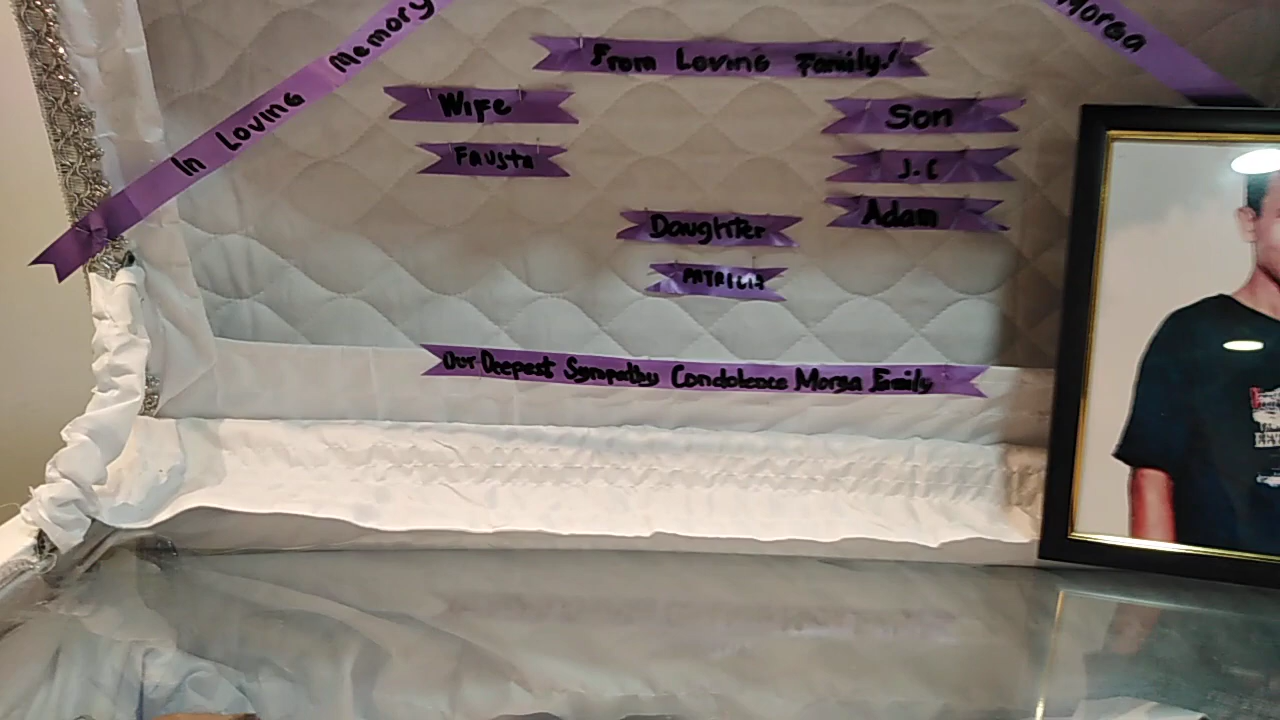 In Loving Memory
Morga
From Loving Family!
Wife
Fausta
Son
J.C
Adam
Daughter
PATRICIA
Our Deepest Sympathy Condolence Morga Family